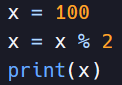 x = 100
x = x % 2
print(x)